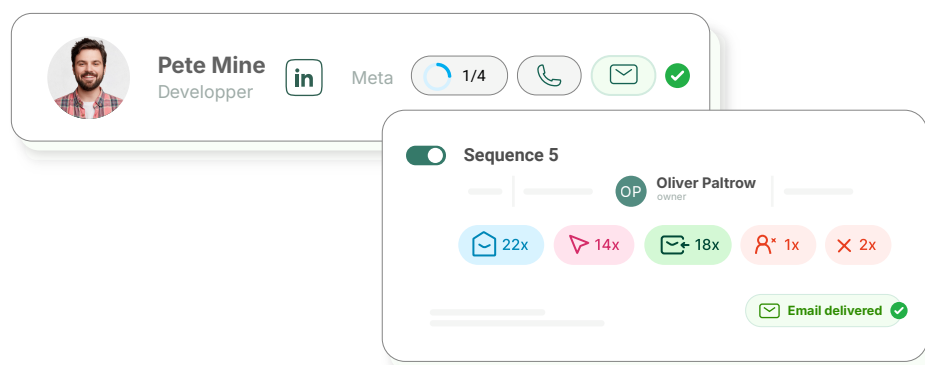 Pete Mine
Developper
in
Meta
1/4
Sequence 5
OP
Oliver Paltrow
owner
22x
14x
18x
1x
2x
Email delivered